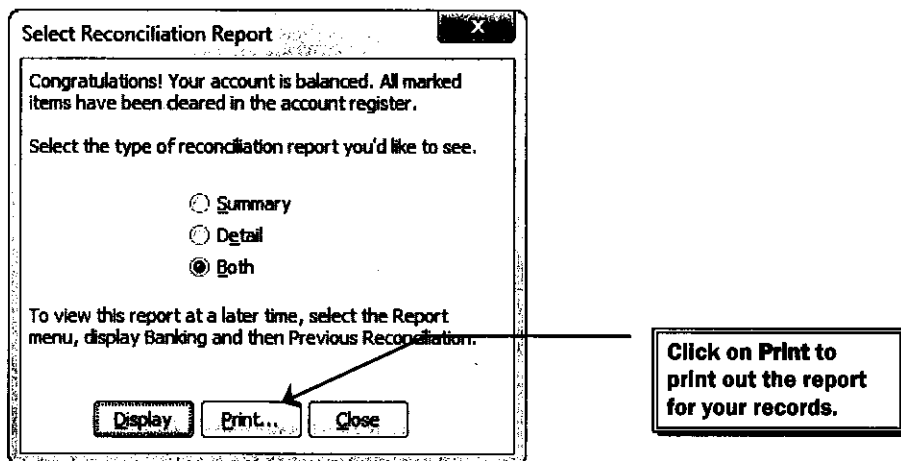 Select Reconciliation Report
X
Congratulations! Your account is balanced. All marked
items have been cleared in the account register.
Select the type of reconciliation report you'd like to see.
Summary
Detail
Both
To view this report at a later time, select the Report
menu, display Banking and then Previous Reconciliation.
Display
Print...
Close
Click on Print to
print out the report
for your records.